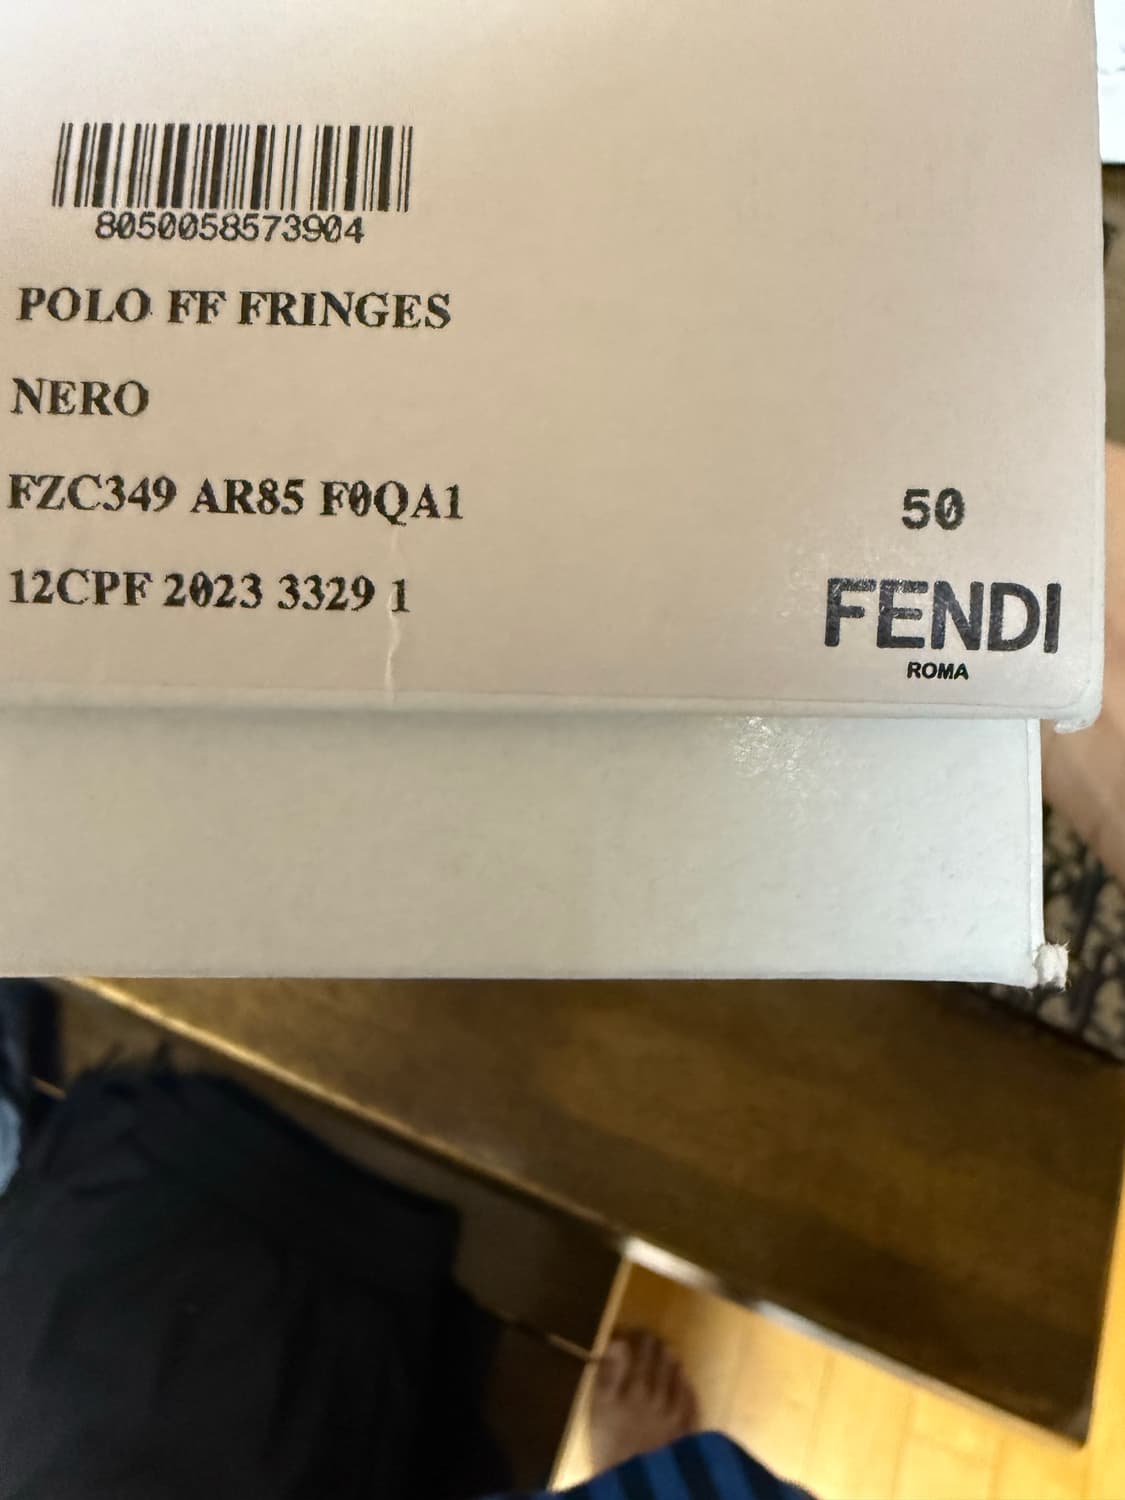 8050058573904
POLO FF FRINGES
NERO
FZC349 AR85 F0QA1
50
12CPF 2023 3329 1
FENDI
ROMA